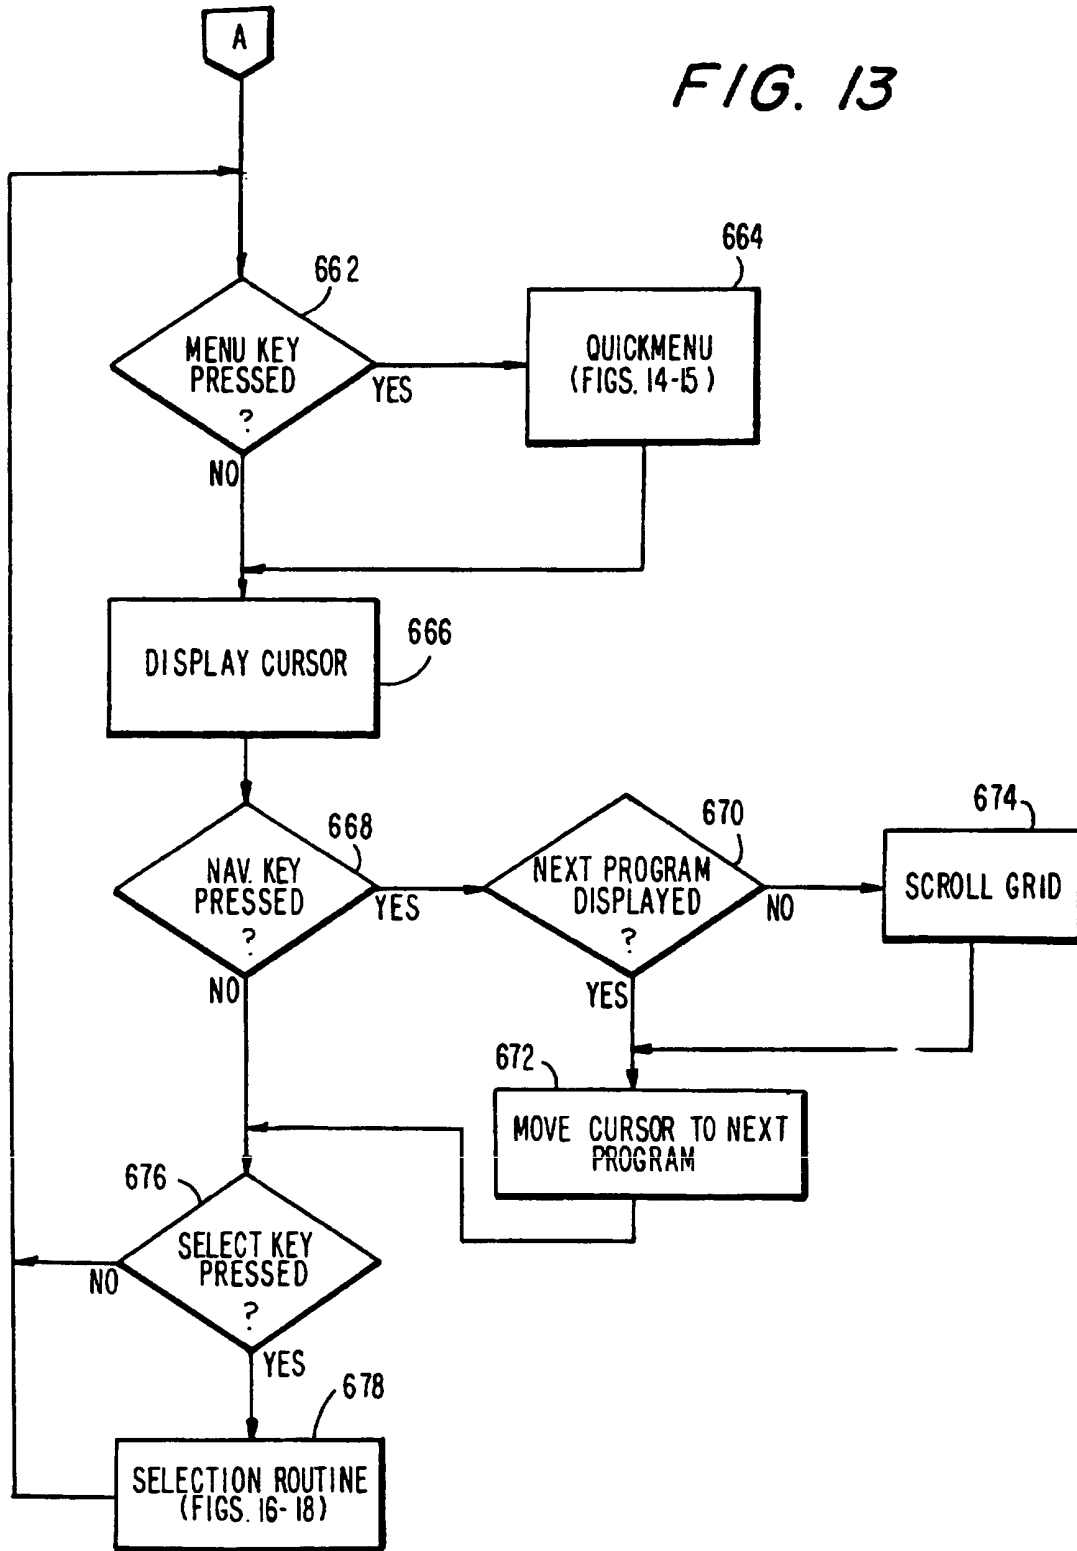 A
FIG. 13
662
MENU KEY
PRESSED
?
YES
NO
664
QUICKMENU
(FIGS. 14-15)
666
DISPLAY CURSOR
668
NAV. KEY
PRESSED
?
YES
NO
670
NEXT PROGRAM
DISPLAYED
?
NO
YES
674
SCROLL GRID
672
MOVE CURSOR TO NEXT
PROGRAM
676
SELECT KEY
PRESSED
?
NO
YES
678
SELECTION ROUTINE
(FIGS. 16-18)